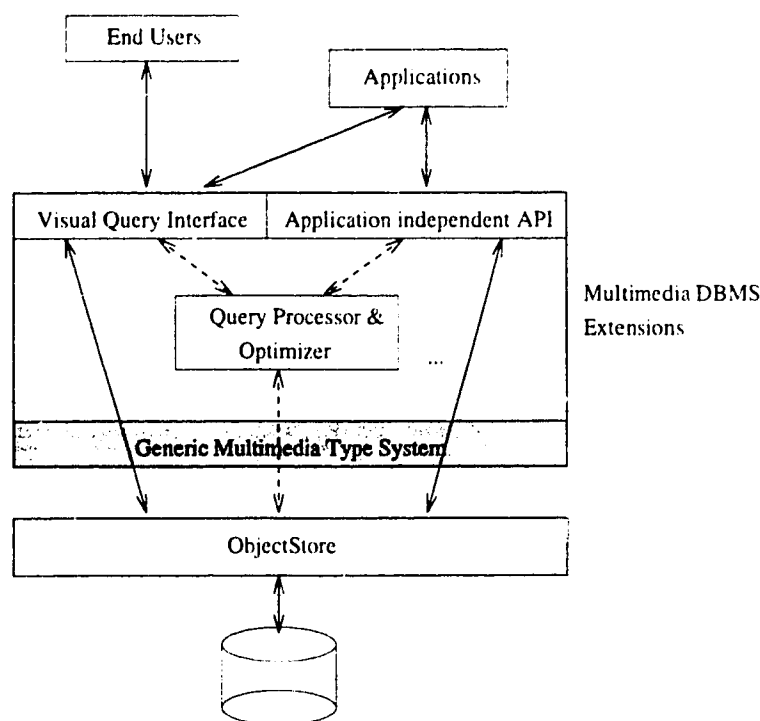 End Users
Applications
Visual Query Interface
Application independent API
Query Processor &
Optimizer
...
Multimedia DBMS
Extensions
Generic Multimedia Type System
ObjectStore